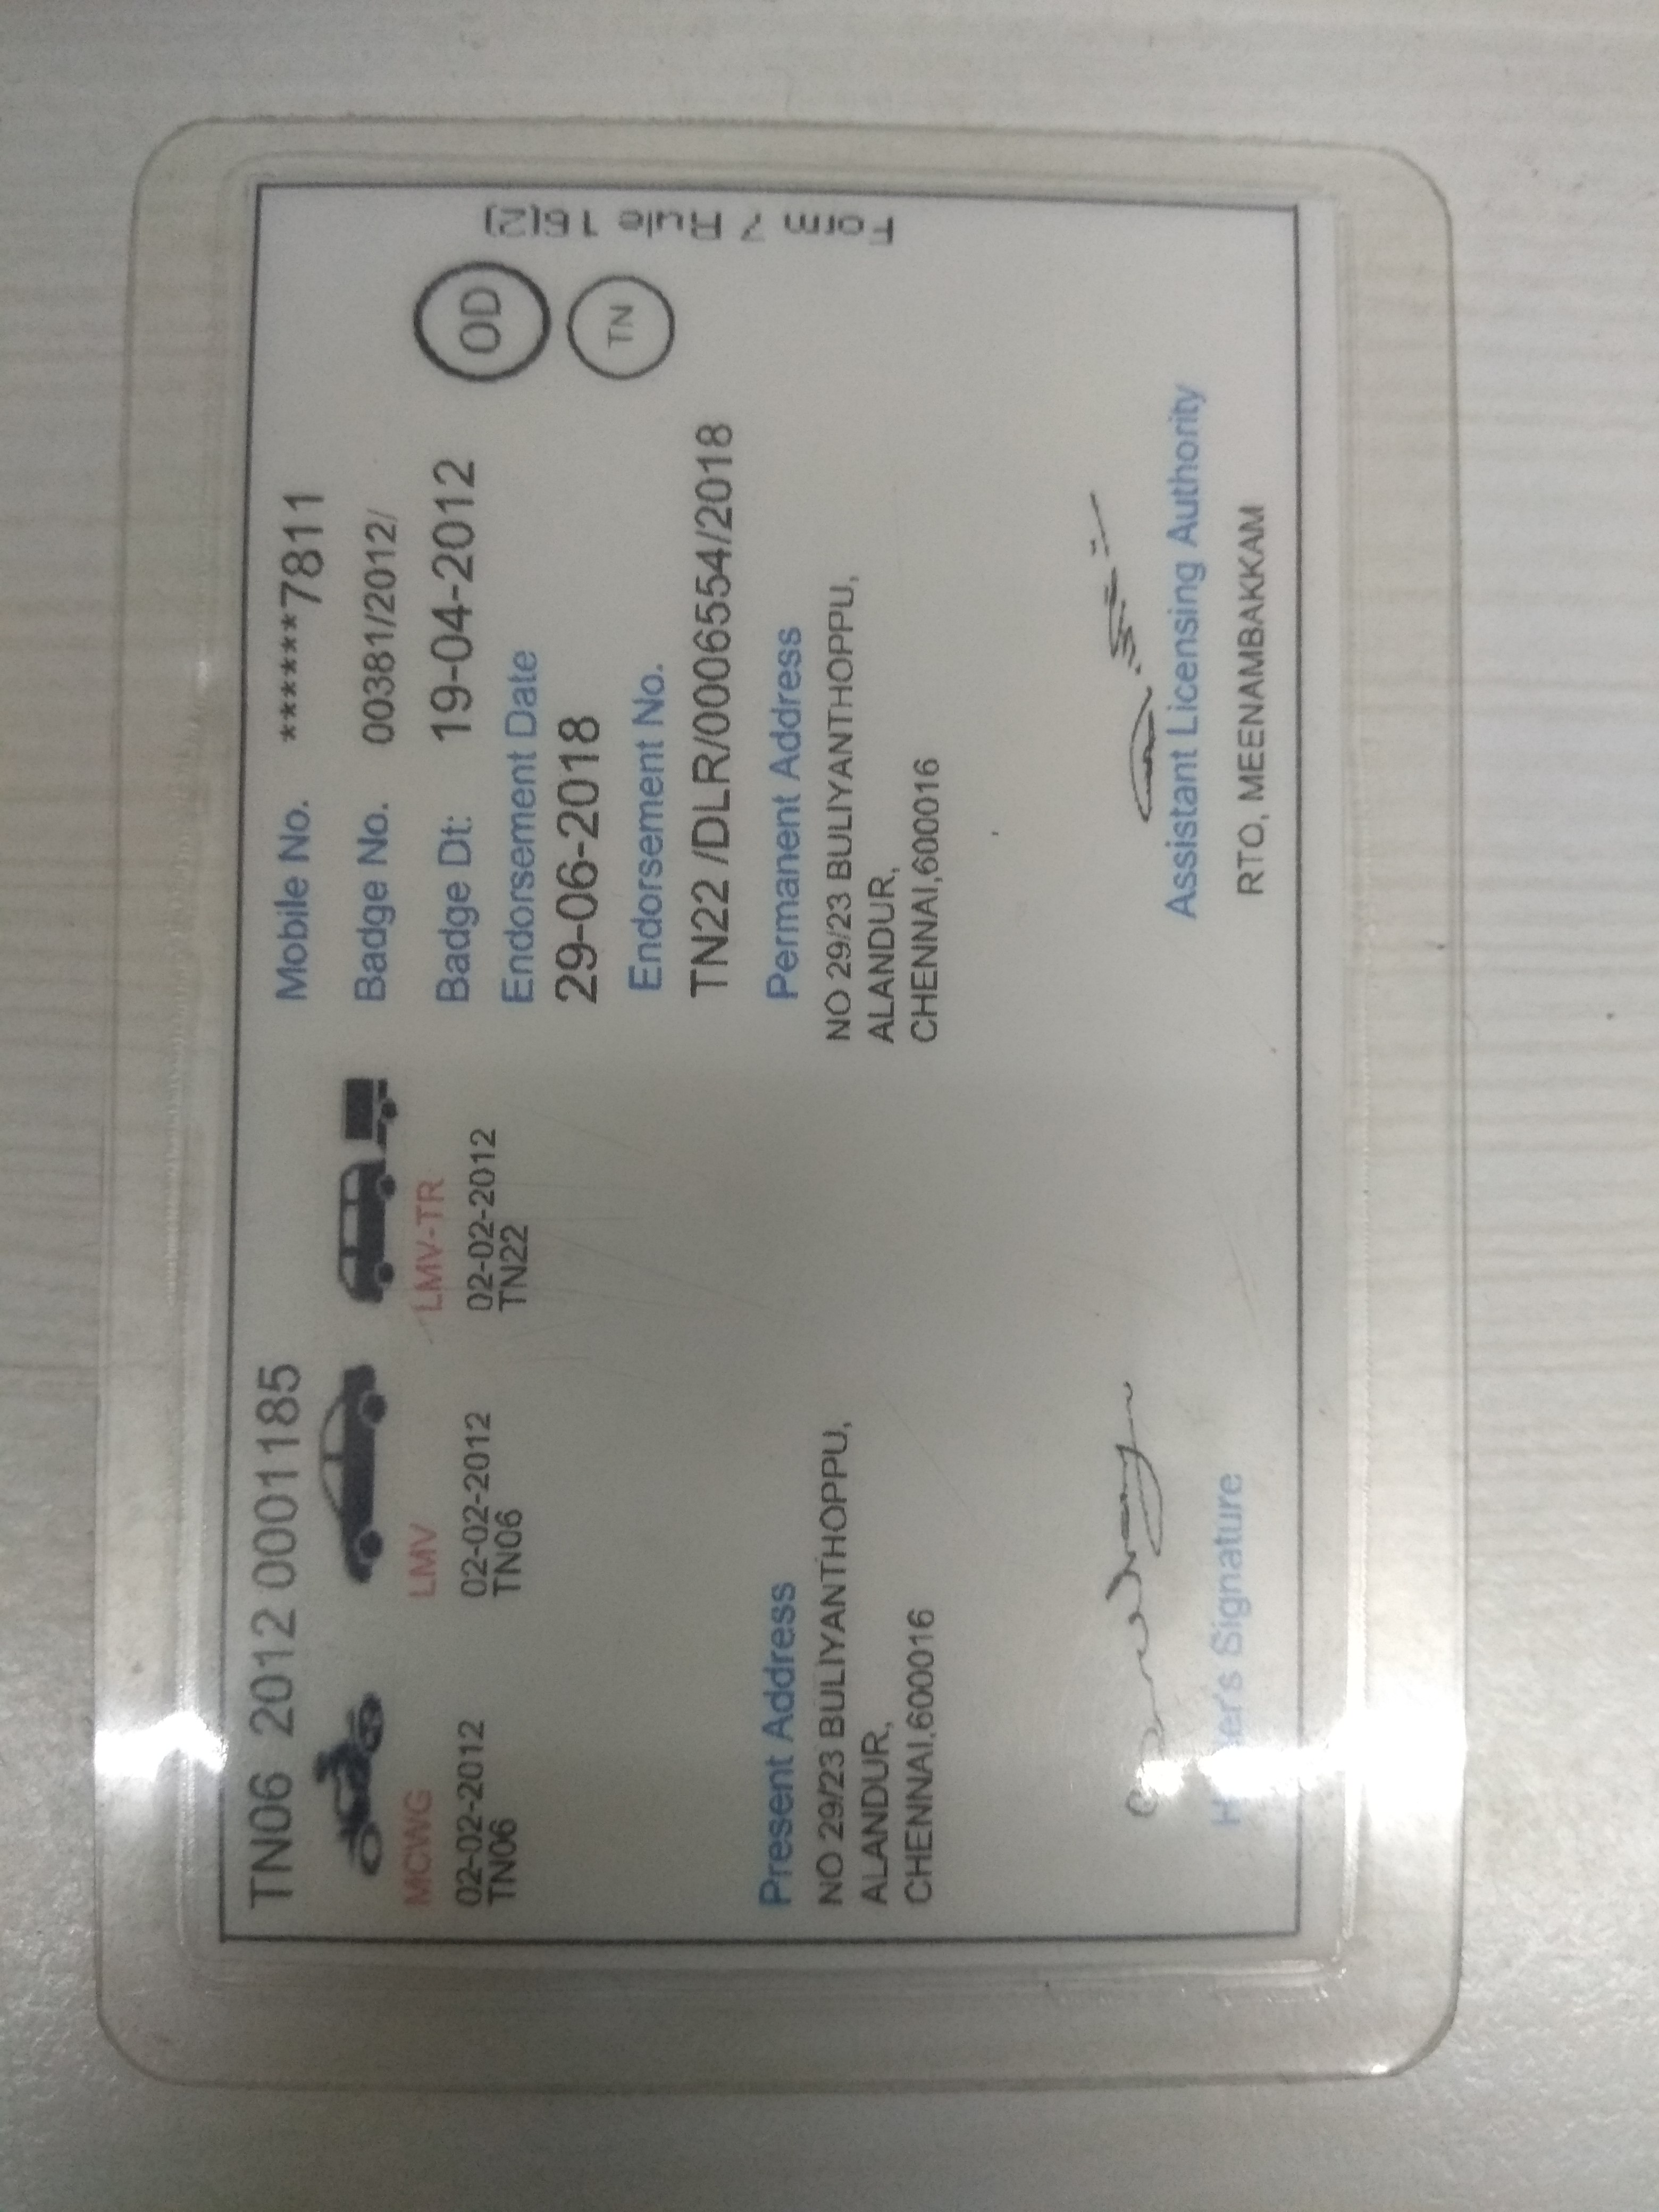 TN06 2012 0001185
MCWG
02-02-2012
TN06
LMV
02-02-2012
TN06
LMV-TR
02-02-2012
TN22
Mobile No. ******7811
Badge No. 00381/2012/
Badge Dt: 19-04-2012
Endorsement Date
29-06-2018
Endorsement No.
TN22 /DLR/0006554/2018
OD
TN
Form 7 Rule 16(2)
Present Address
NO 29/23 BULIYANTHOPPU,
ALANDUR,
CHENNAI,600016
Permanent Address
NO 29/23 BULIYANTHOPPU,
ALANDUR,
CHENNAI,600016
Holder's Signature
Assistant Licensing Authority
RTO, MEENAMBAKKAM